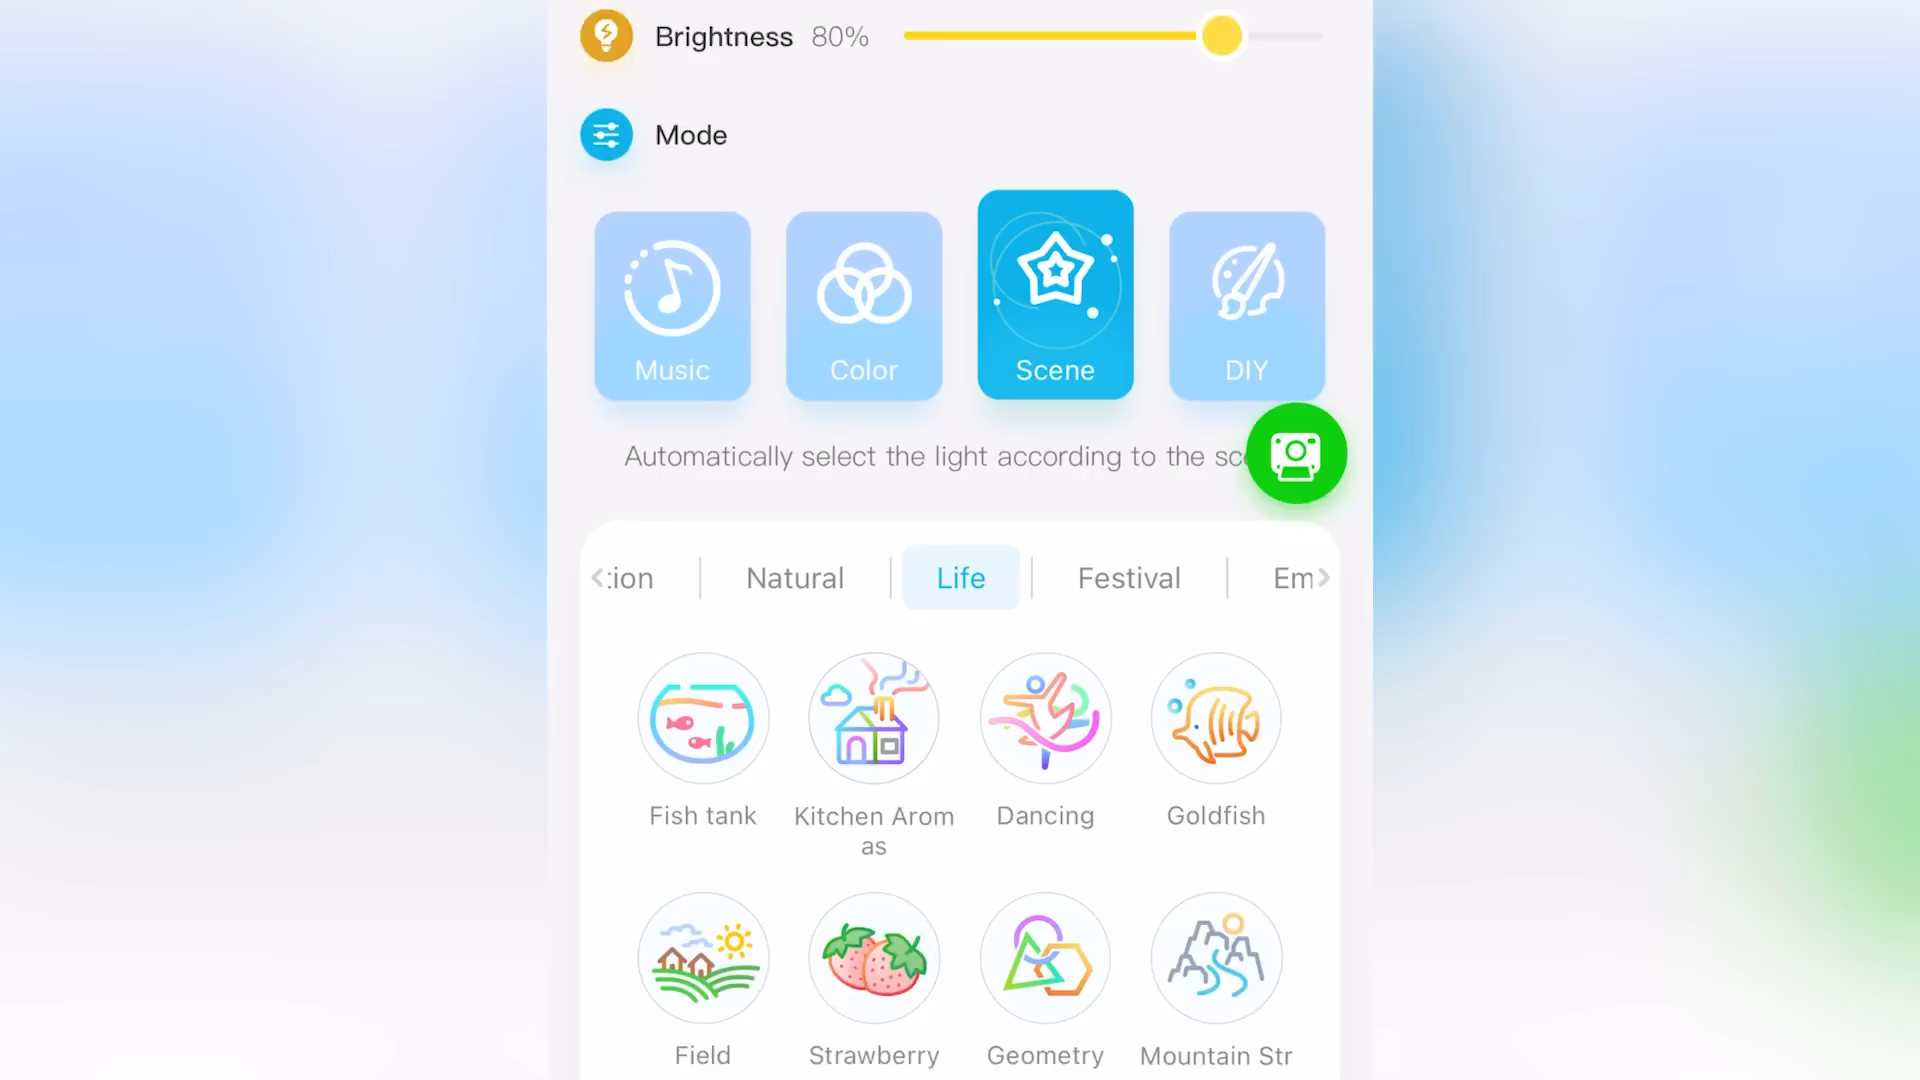 Brightness 80%
Mode
Music Color Scene DIY
Automatically select the light according to the sc
:ion Natural Life Festival Em
Fish tank Kitchen Arom Dancing Goldfish
as
Field Strawberry Geometry Mountain Str